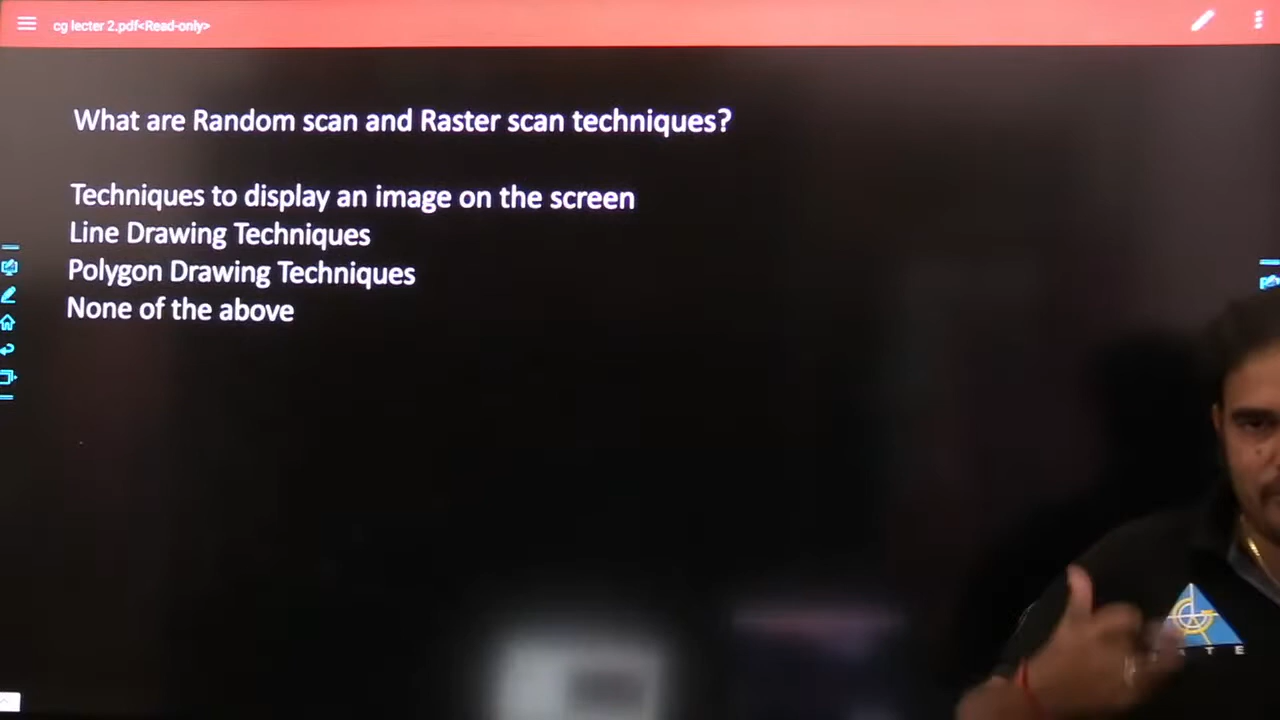 cg lecter 2.pdf<Read-only>
What are Random scan and Raster scan techniques?
Techniques to display an image on the screen
Line Drawing Techniques
Polygon Drawing Techniques
None of the above